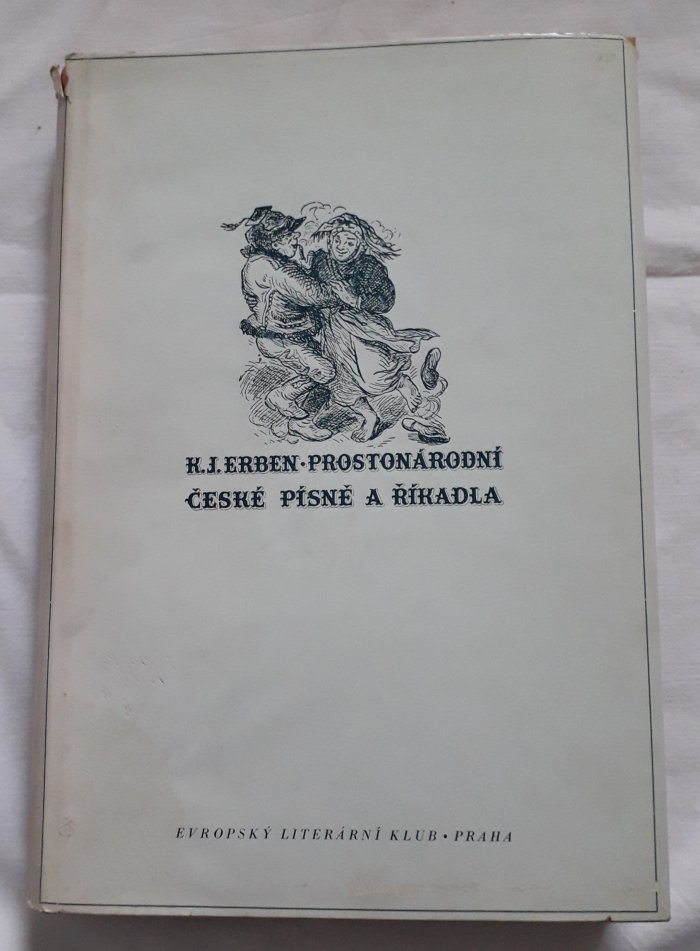 K.J.ERBEN·PROSTONÁRODNÍ
ČESKÉ PÍSNĚ A ŘÍKADLA
EVROPSKÝ LITERÁRNÍ KLUB • PRAHA